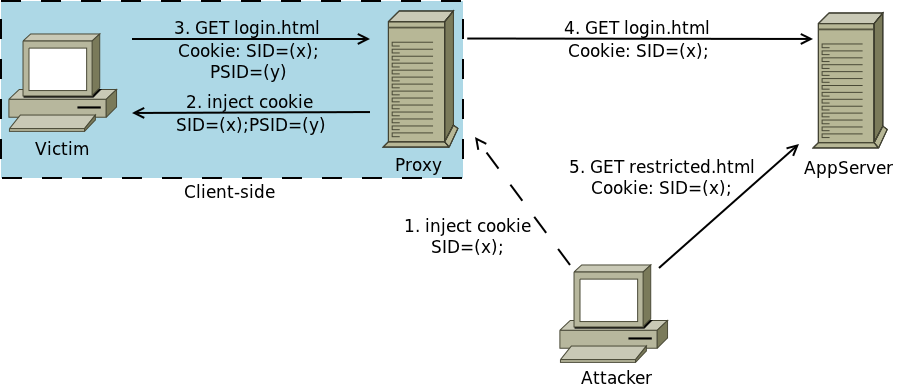 3. GET login.html
Cookie: SID=(x);
PSID=(y)
2. inject cookie
SID=(x);PSID=(y)
Victim
Proxy
Client-side
4. GET login.html
Cookie: SID=(x);
AppServer
5. GET restricted.html
Cookie: SID=(x);
1. inject cookie
SID=(x);
Attacker